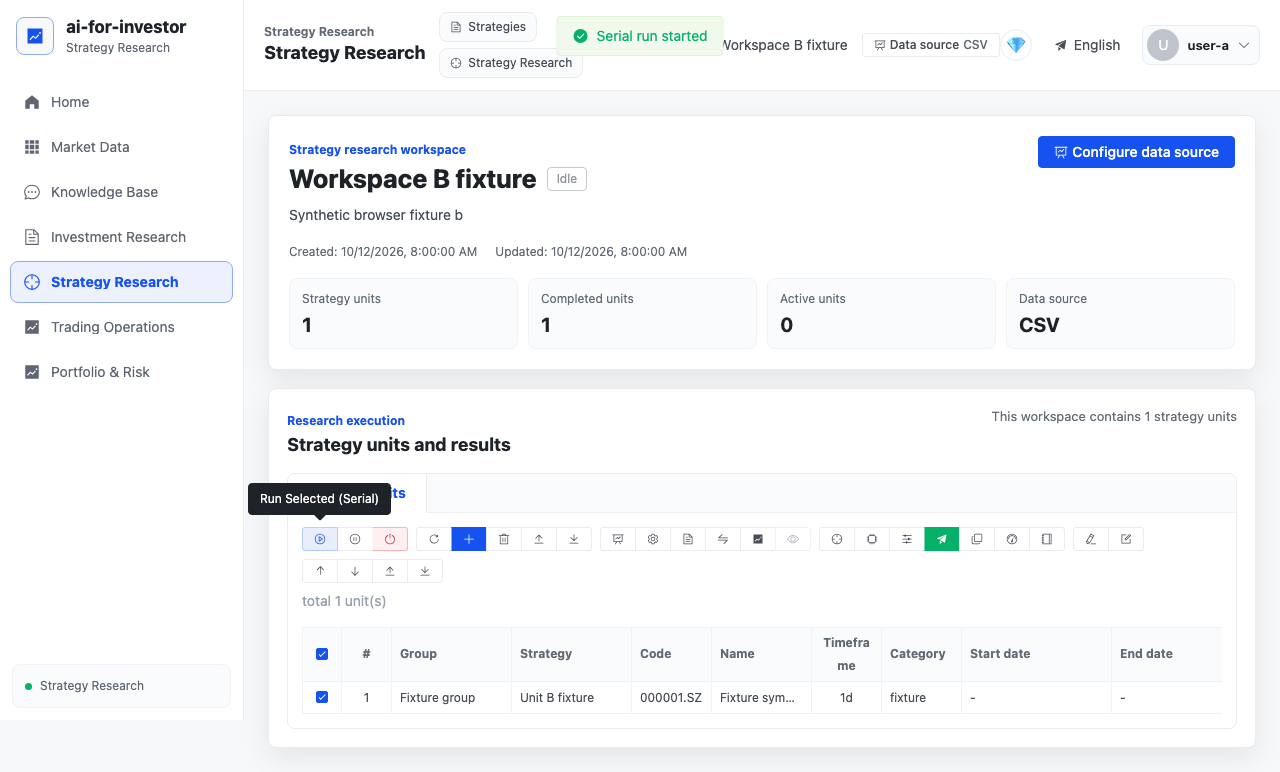 ai-for-investor
Strategy Research
Home
Market Data
Knowledge Base
Investment Research
Strategy Research
Trading Operations
Portfolio & Risk
Strategy Research
Strategy Research
Strategy Research
Strategies
Strategy Research
Serial run started
Workspace B fixture
Data source CSV
English
U
user-a
Strategy research workspace
Configure data source
Workspace B fixture
Idle
Synthetic browser fixture b
Created: 10/12/2026, 8:00:00 AM
Updated: 10/12/2026, 8:00:00 AM
Strategy units
1
Completed units
1
Active units
0
Data source
CSV
Research execution
This workspace contains 1 strategy units
Strategy units and results
Run Selected (Serial)
total 1 unit(s)
# Group Strategy Code Name Timefra
me Category Start date End date
1 Fixture group Unit B fixture 000001.SZ Fixture sym... 1d fixture - -